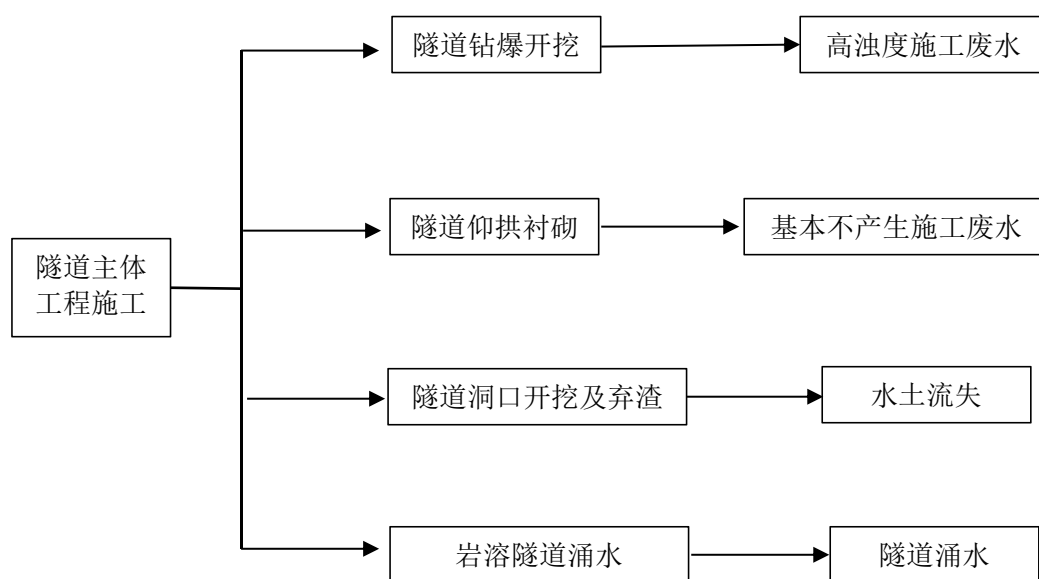 隧道钻爆开挖
高浊度施工废水
隧道仰拱衬砌
基本不产生施工废水
隧道主体
工程施工
隧道洞口开挖及弃渣
水土流失
岩溶隧道涌水
隧道涌水